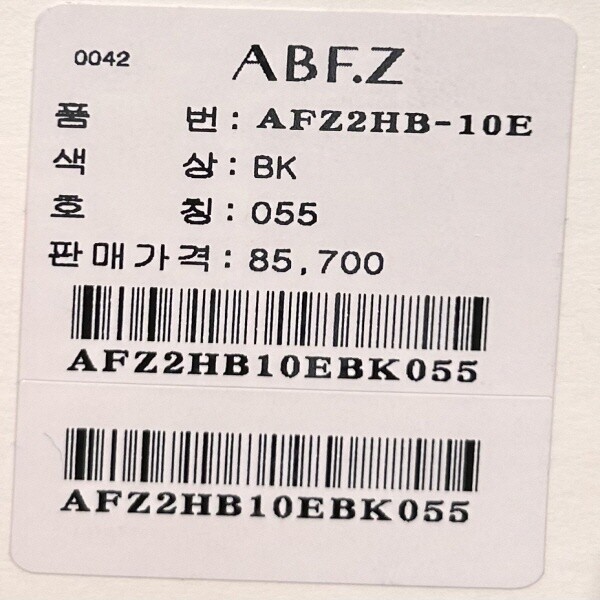 0042 ABF.Z
품 번 : AFZ2HB-10E
색 상 : BK
호 칭 : 055
판매가격 : 85,700
AFZ2HB10EBK055
AFZ2HB10EBK055